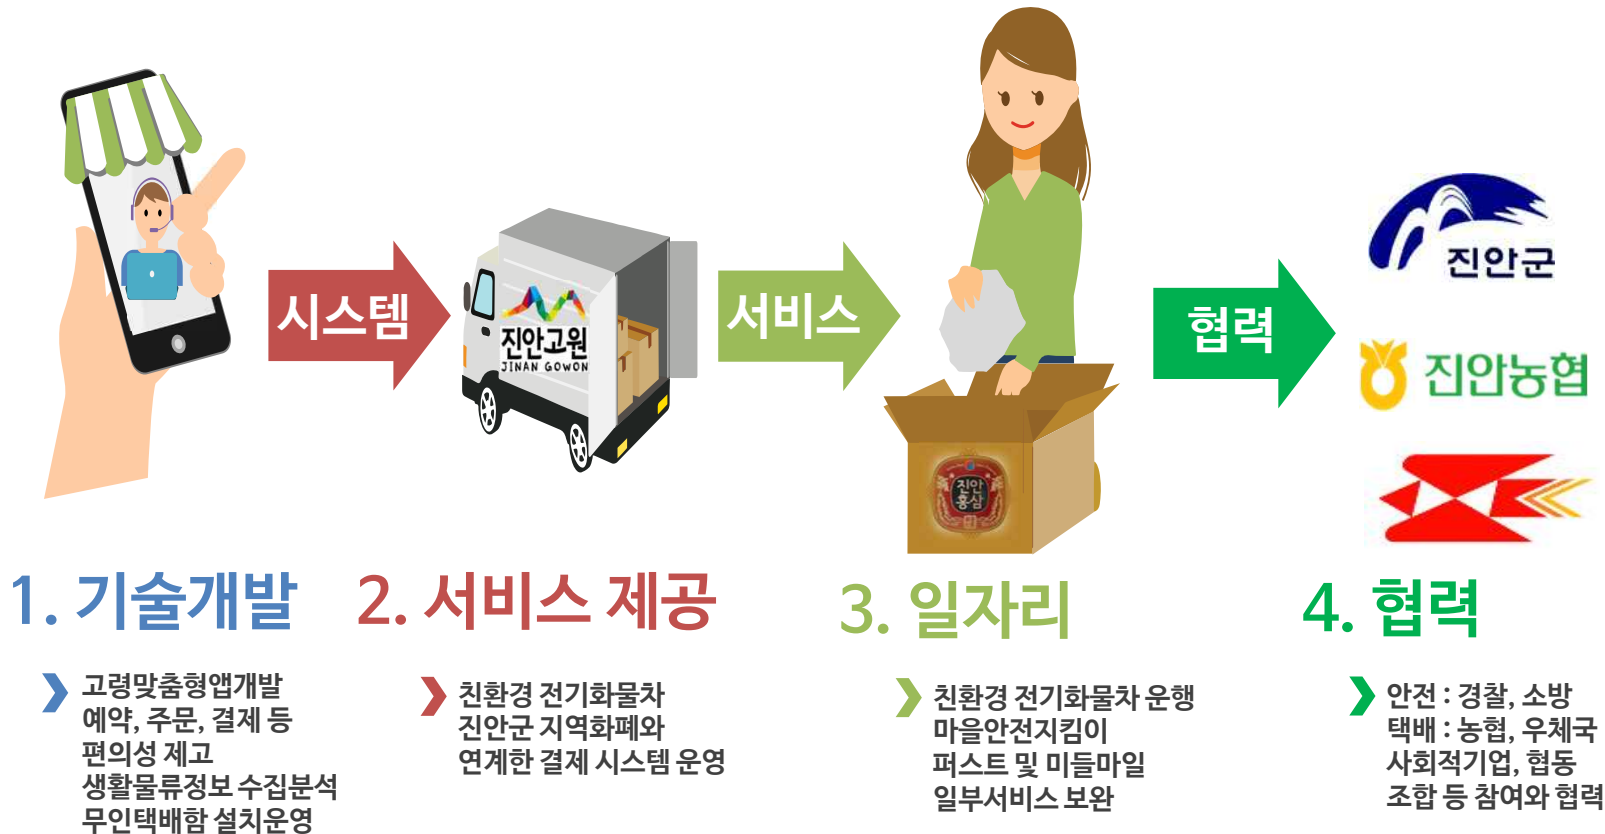 시스템
진안고원
JINAN GOWON
서비스
진안
홍삼
협력
진안군
진안농협
1. 기술개발
고령맞춤형앱개발
예약, 주문, 결제 등
편의성 제고
생활물류정보 수집분석
무인택배함 설치운영
2. 서비스 제공
친환경 전기화물차
진안군 지역화폐와
연계한 결제 시스템 운영
3. 일자리
친환경 전기화물차 운행
마을안전지킴이
퍼스트 및 미들마일
일부서비스 보완
4. 협력
안전 : 경찰, 소방
택배 : 농협, 우체국
사회적기업, 협동
조합 등 참여와 협력